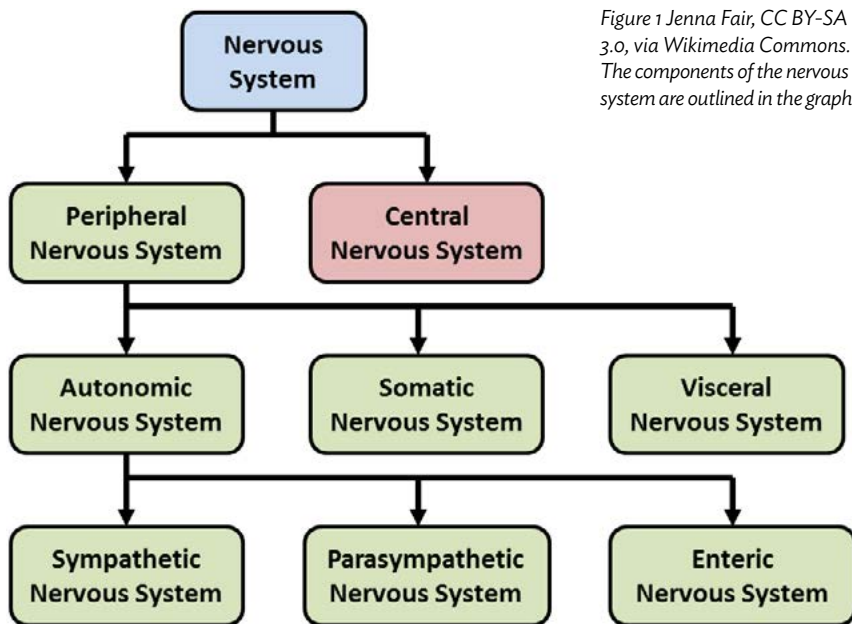 Nervous
System
Figure 1 Jenna Fair, CC BY-SA
3.0, via Wikimedia Commons.
The components of the nervous
system are outlined in the graph
Peripheral
Nervous System
Central
Nervous System
Autonomic
Nervous System
Somatic
Nervous System
Visceral
Nervous System
Sympathetic
Nervous System
Parasympathetic
Nervous System
Enteric
Nervous System